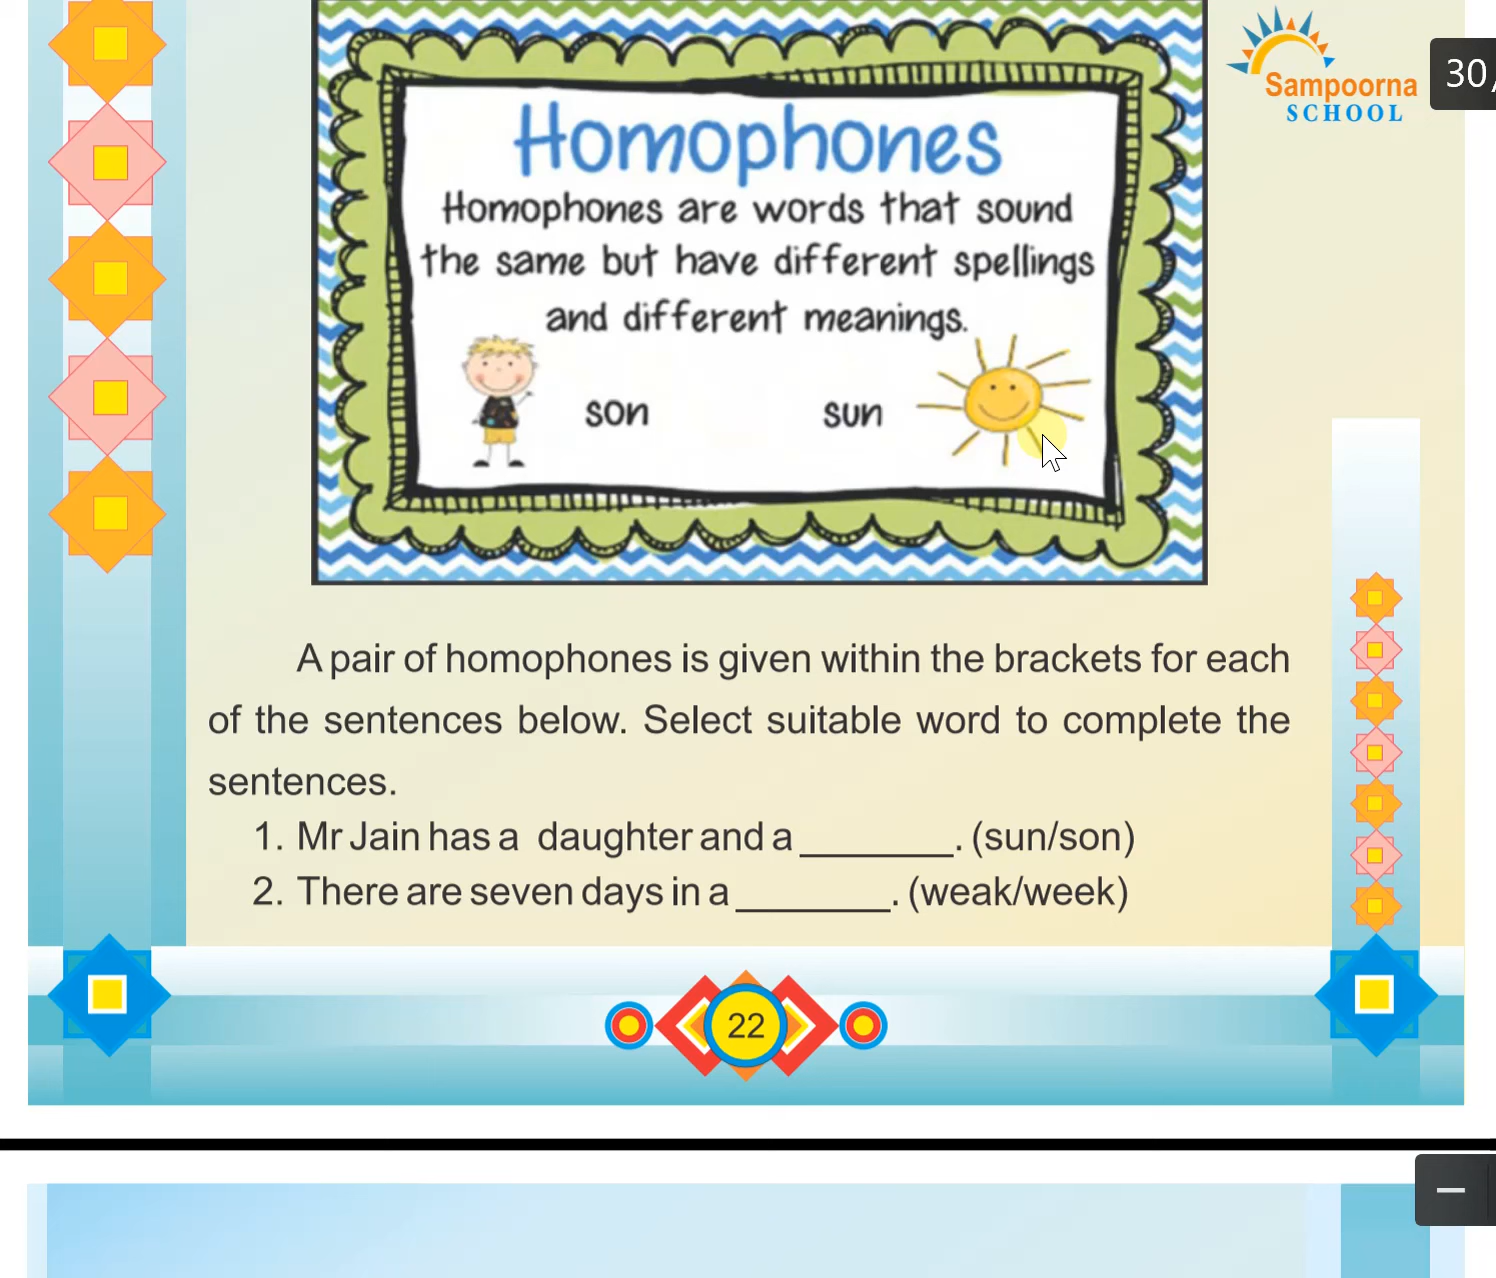 Sampoorna
SCHOOL
30
Homophones
Homophones are words that sound
the same but have different spellings
and different meanings.
son sun
A pair of homophones is given within the brackets for each
of the sentences below. Select suitable word to complete the
sentences.
1. Mr Jain has a daughter and a _______. (sun/son)
2. There are seven days in a _______. (weak/week)
22